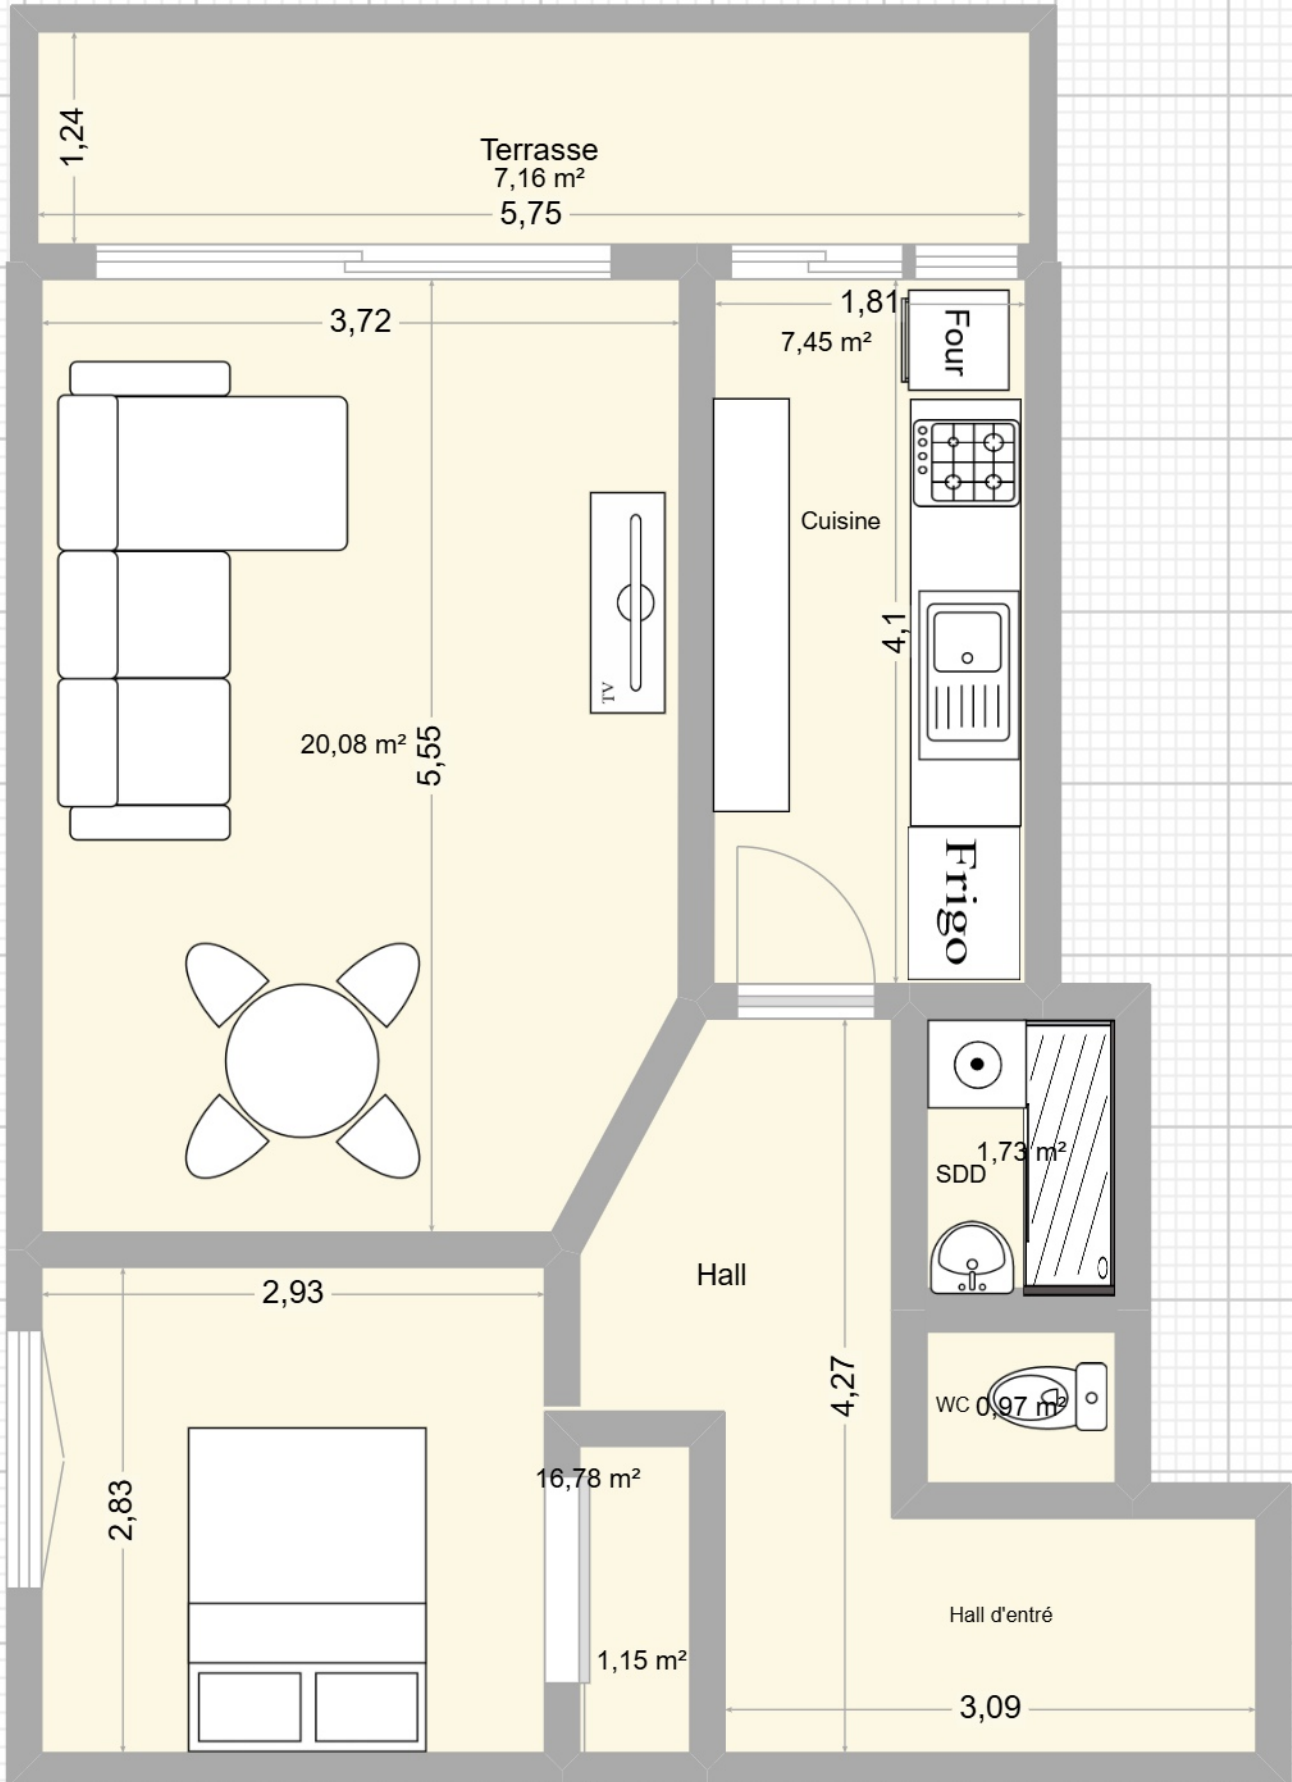 1,24
Terrasse
7,16 m²
5,75
3,72
1,81
7,45 m²
Four
Cuisine
4,1
TV
20,08 m²
5,55
Frigo
1,73 m²
SDD
Hall
2,93
4,27
WC 0,97 m²
16,78 m²
2,83
Hall d'entré
1,15 m²
3,09